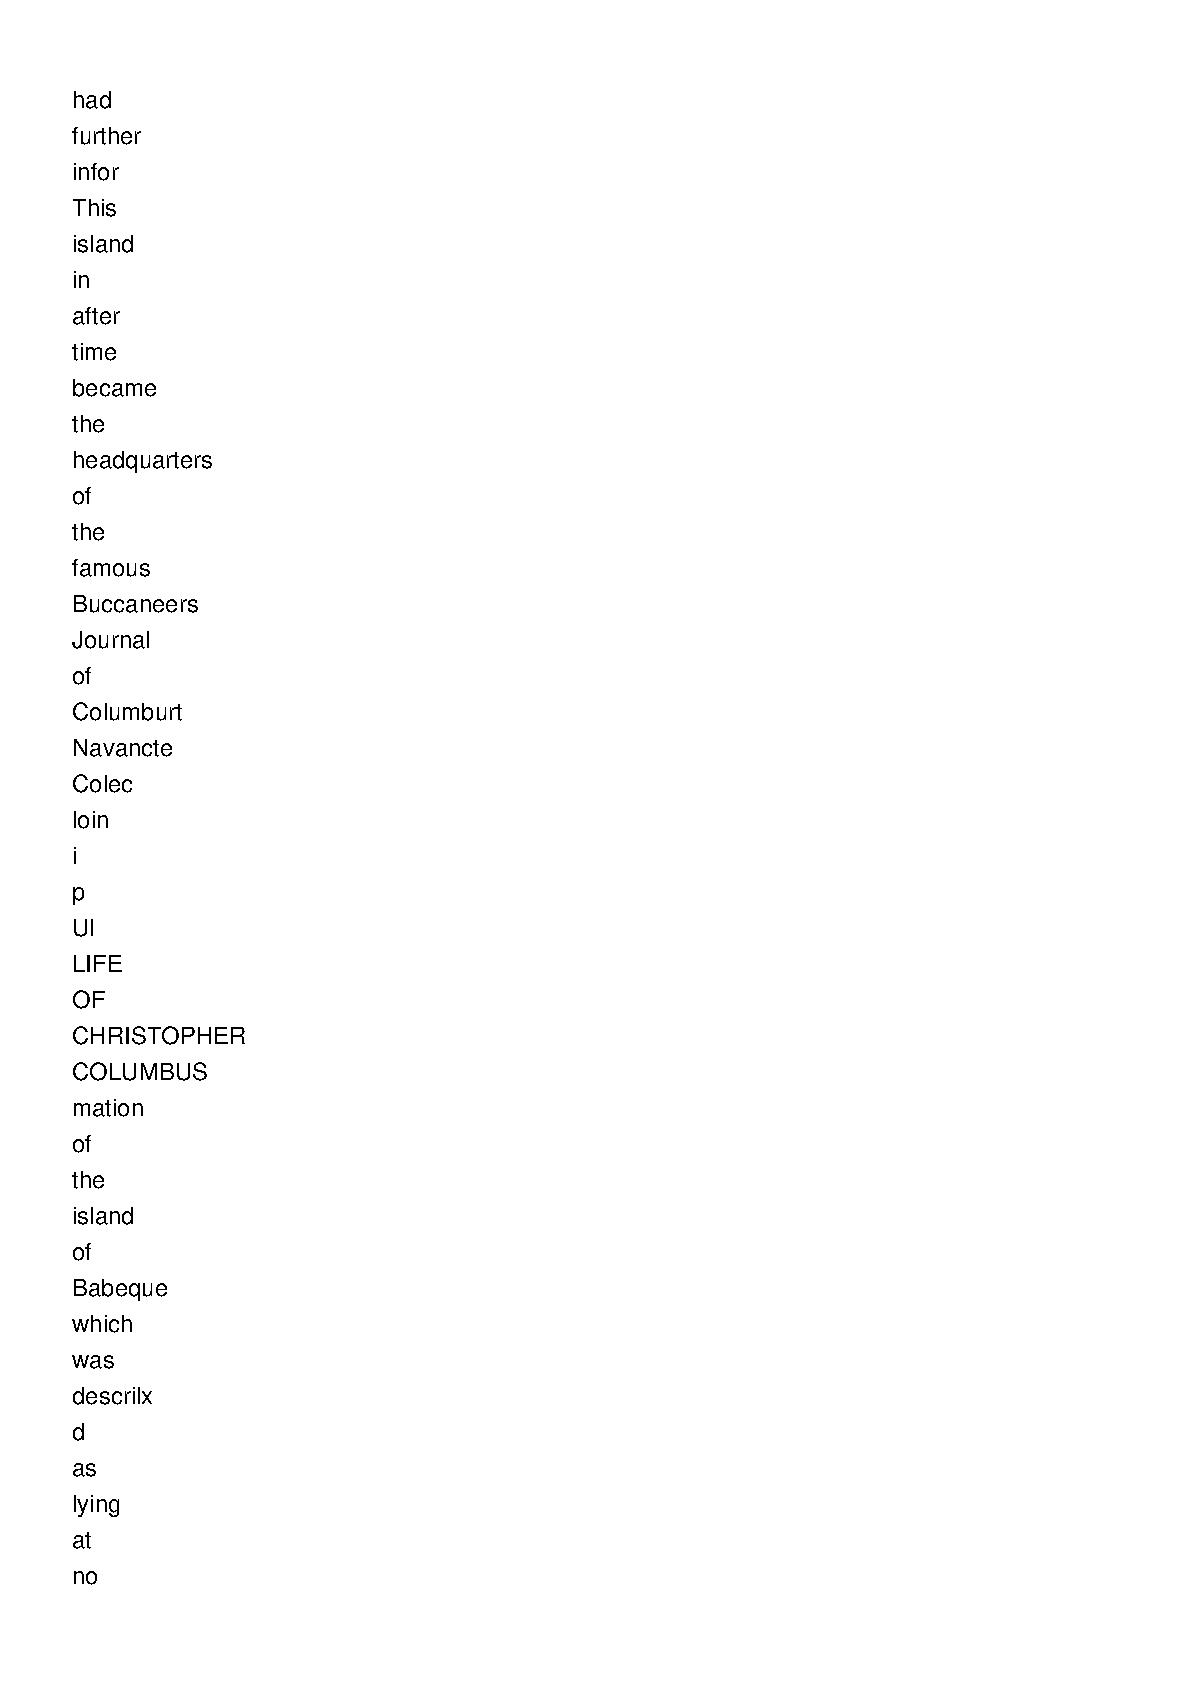 had
further
infor
This
island
in
after
time
became
the
headquarters
of
the
famous
Buccaneers
Journal
of
Columburt
Navancte
Colec
loin
i
p
UI
LIFE
OF
CHRISTOPHER
COLUMBUS
mation
of
the
island
of
Babeque
which
was
descrilx
d
as
lying
at
no